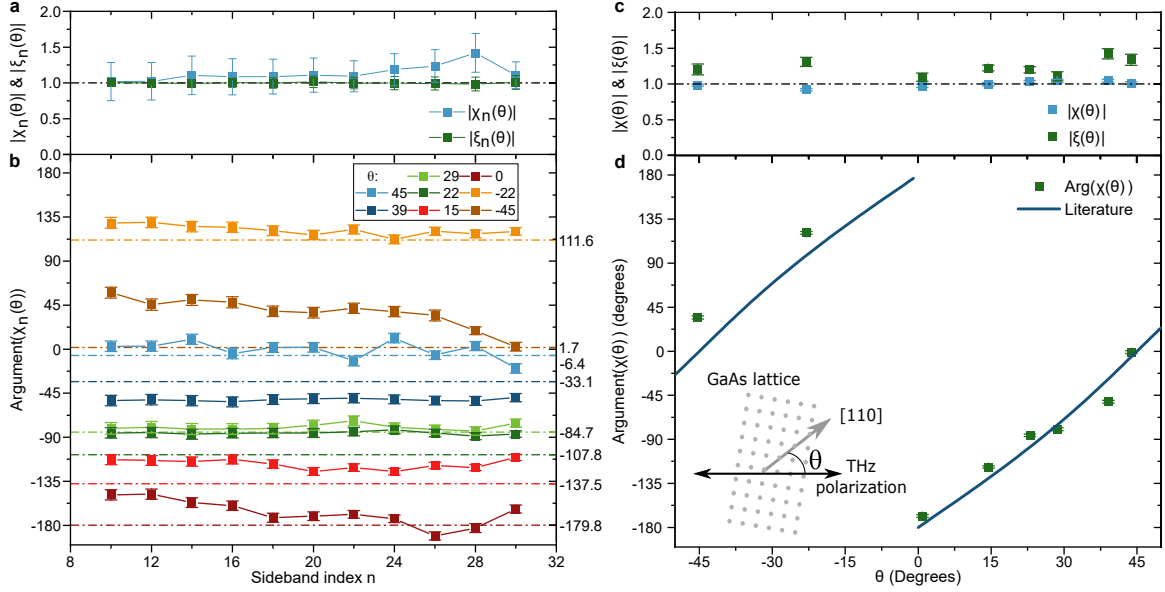 a
2.0
1.5
1.0
0.5
0.0
|χn(θ)| & |ξn(θ)|
|χn(θ)|
|ξn(θ)|
b
180
135
90
45
0
-45
-90
-135
-180
Argument(χn(θ))
θ: 29 0
45 22 -22
39 15 -45
111.6
1.7
-6.4
-33.1
-84.7
-107.8
-137.5
-179.8
8 12 16 20 24 28 32
Sideband index n
c
2.0
1.5
1.0
0.5
0.0
|χ(θ)| & |ξ(θ)|
|χ(θ)|
|ξ(θ)|
d
180
135
90
45
0
-45
-90
-135
-180
Argument(χ(θ)) (degrees)
Arg(χ(θ))
Literature
GaAs lattice
[110]
θ
THz
polarization
-45 -30 -15 0 15 30 45
θ (Degrees)